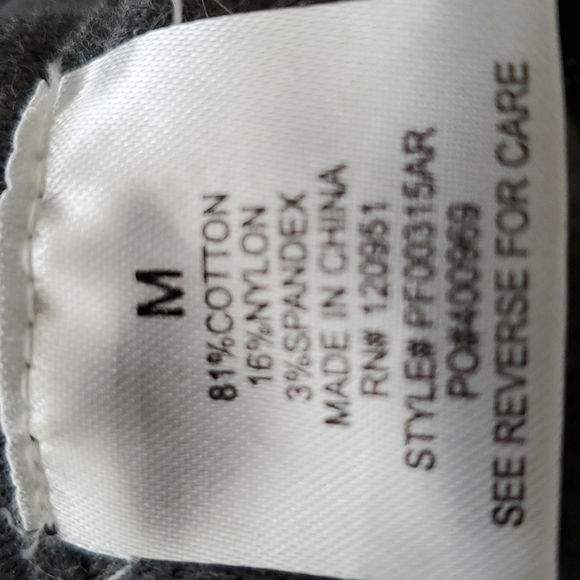 M
81%COTTON
16%NYLON
3%SPANDEX
MADE IN CHINA
RN# 120951
STYLE# PF00315AR
PO#400969
SEE REVERSE FOR CARE